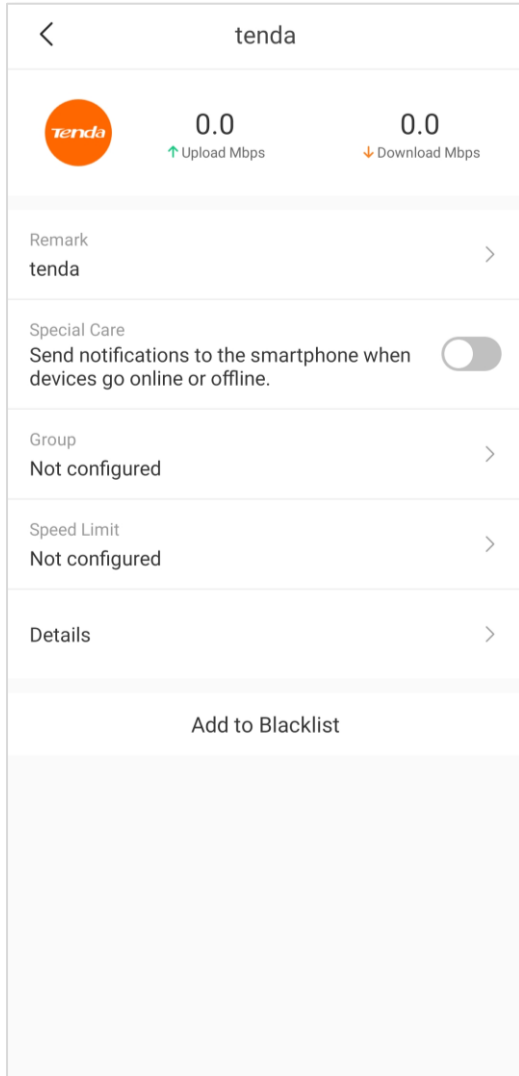 tenda
Tenda
0.0
Upload Mbps
0.0
Download Mbps
Remark
tenda
Special Care
Send notifications to the smartphone when
devices go online or offline.
Group
Not configured
Speed Limit
Not configured
Details
Add to Blacklist